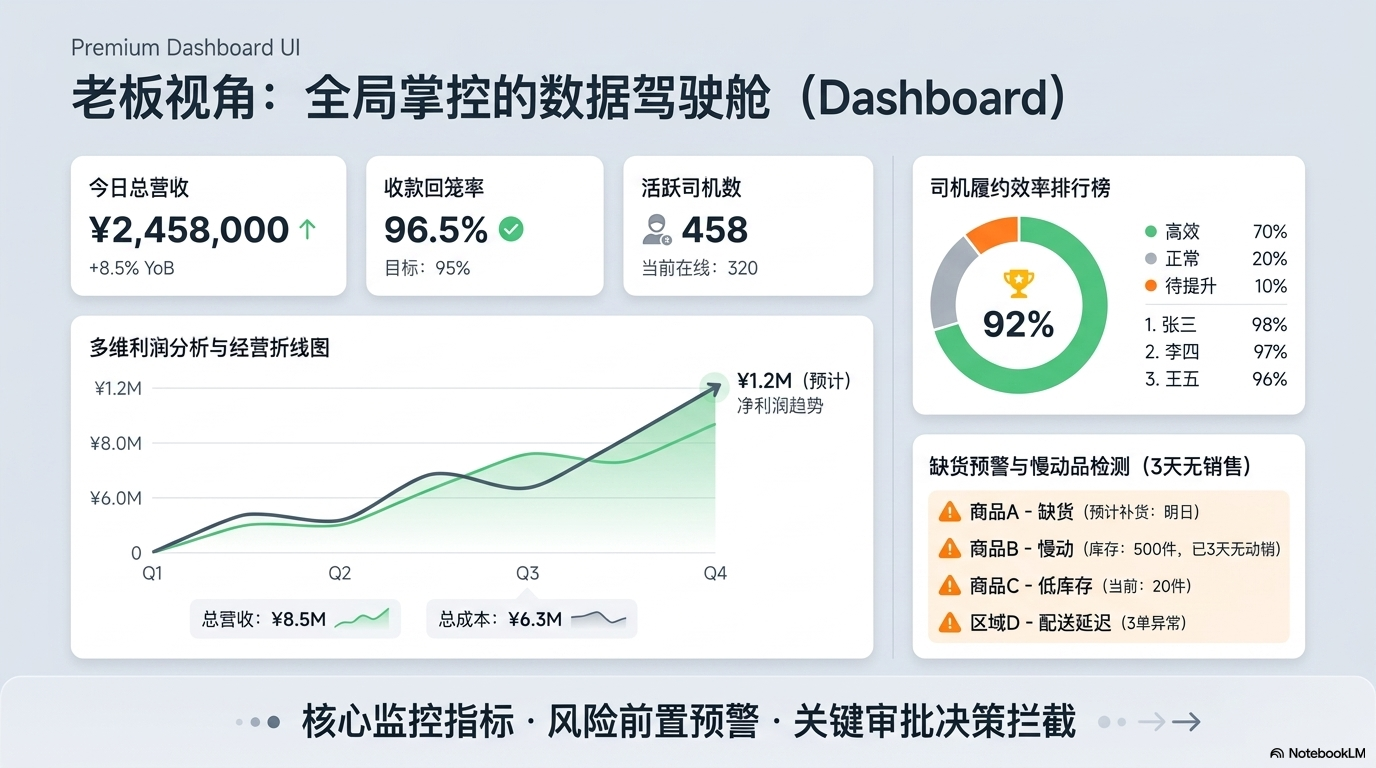 Premium Dashboard UI
老板视角：全局掌控的数据驾驶舱（Dashboard）
今日总营收
¥2,458,000
+8.5% YoB
收款回笼率
96.5%
目标：95%
活跃司机数
458
当前在线：320
多维利润分析与经营折线图
¥1.2M
¥8.0M
¥6.0M
0
Q1
Q2
Q3
Q4
¥1.2M（预计）
净利润趋势
总营收：¥8.5M
总成本：¥6.3M
司机履约效率排行榜
92%
高效 70%
正常 20%
待提升 10%
1. 张三 98%
2. 李四 97%
3. 王五 96%
缺货预警与慢动品检测（3天无销售）
商品A - 缺货（预计补货：明日）
商品B - 慢动（库存：500件，已3天无动销）
商品C - 低库存（当前：20件）
区域D - 配送延迟（3单异常）
核心监控指标 · 风险前置预警 · 关键审批决策拦截
NotebookLM